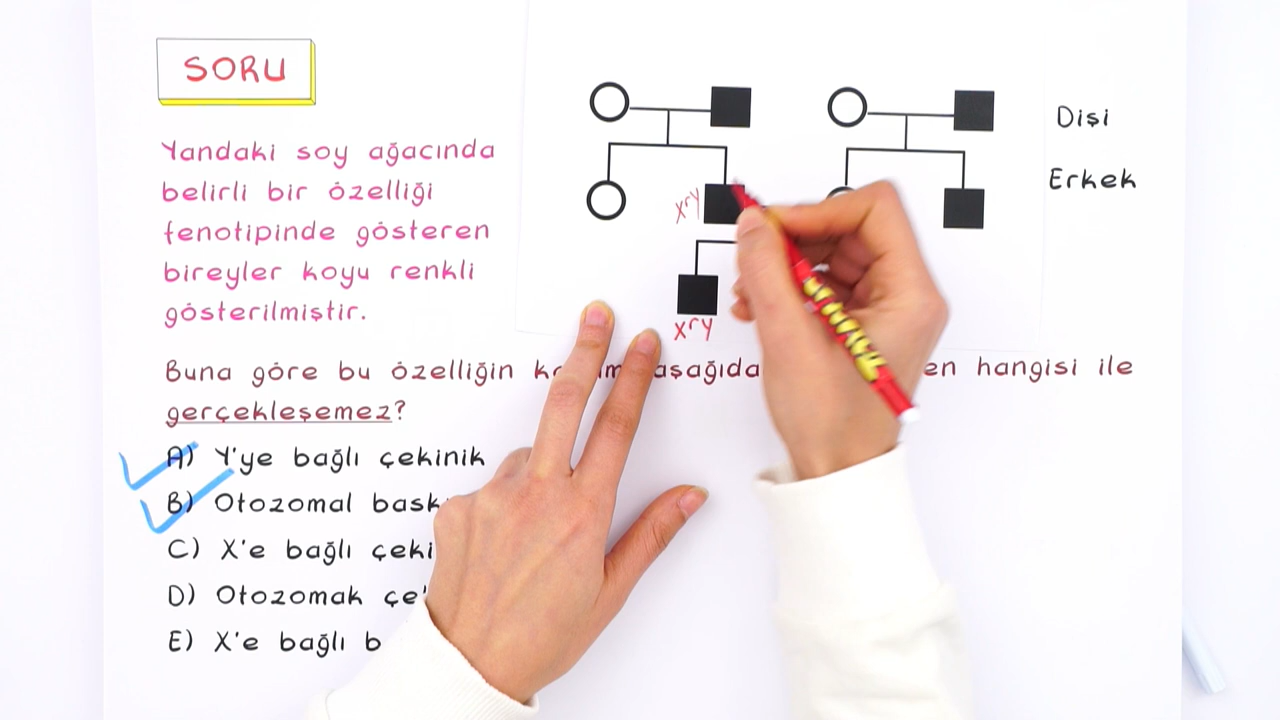 SORU
Yandaki soy ağacında
belirli bir özelliği
fenotipinde gösteren
bireyler koyu renkli
gösterilmiştir.
Dişi
Erkek
XʳY
XʳY
Buna göre bu özelliğin aşağıda hangisi ile
gerçekleşemez?
A) Y'ye bağlı çekinik
B) Otozomal bask
C) X'e bağlı çeki
D) Otozomak çe
E) X'e bağlı b